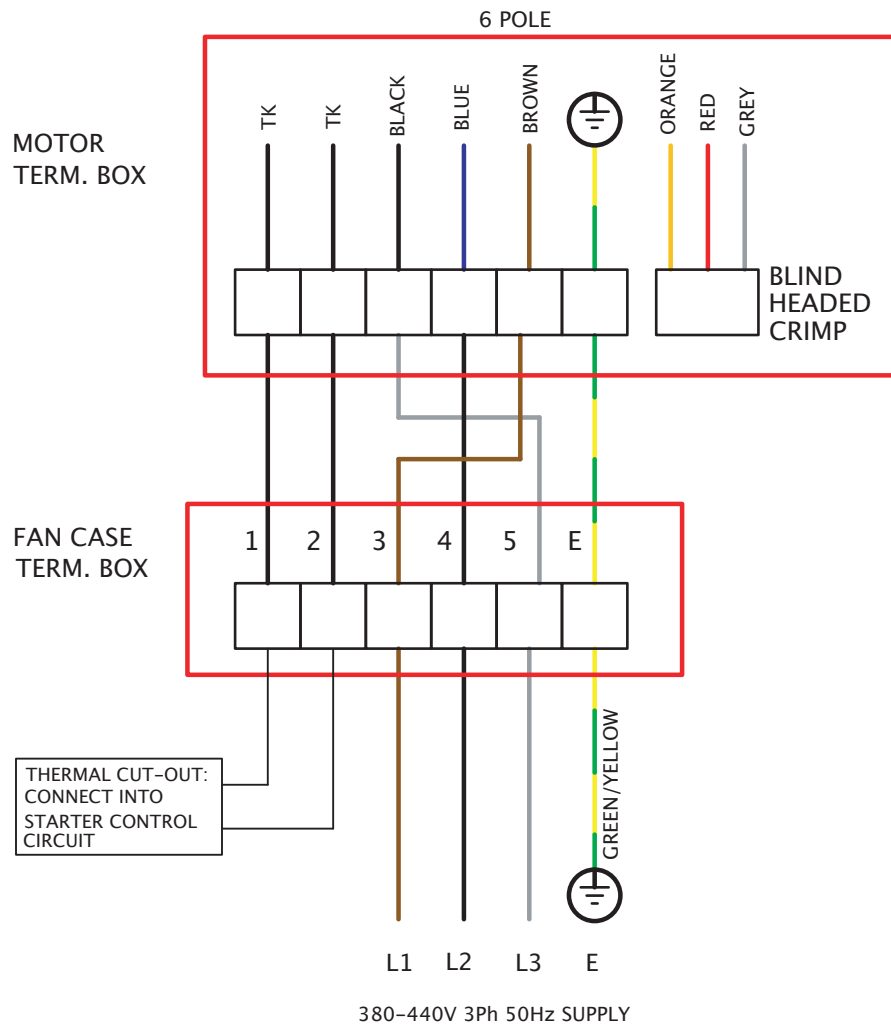 6 POLE
MOTOR
TERM. BOX
TK
TK
BLACK
BLUE
BROWN
ORANGE
RED
GREY
BLIND
HEADED
CRIMP
FAN CASE
TERM. BOX
1 2 3 4 5 E
THERMAL CUT-OUT:
CONNECT INTO
STARTER CONTROL
CIRCUIT
GREEN/YELLOW
L1 L2 L3 E
380-440V 3Ph 50Hz SUPPLY